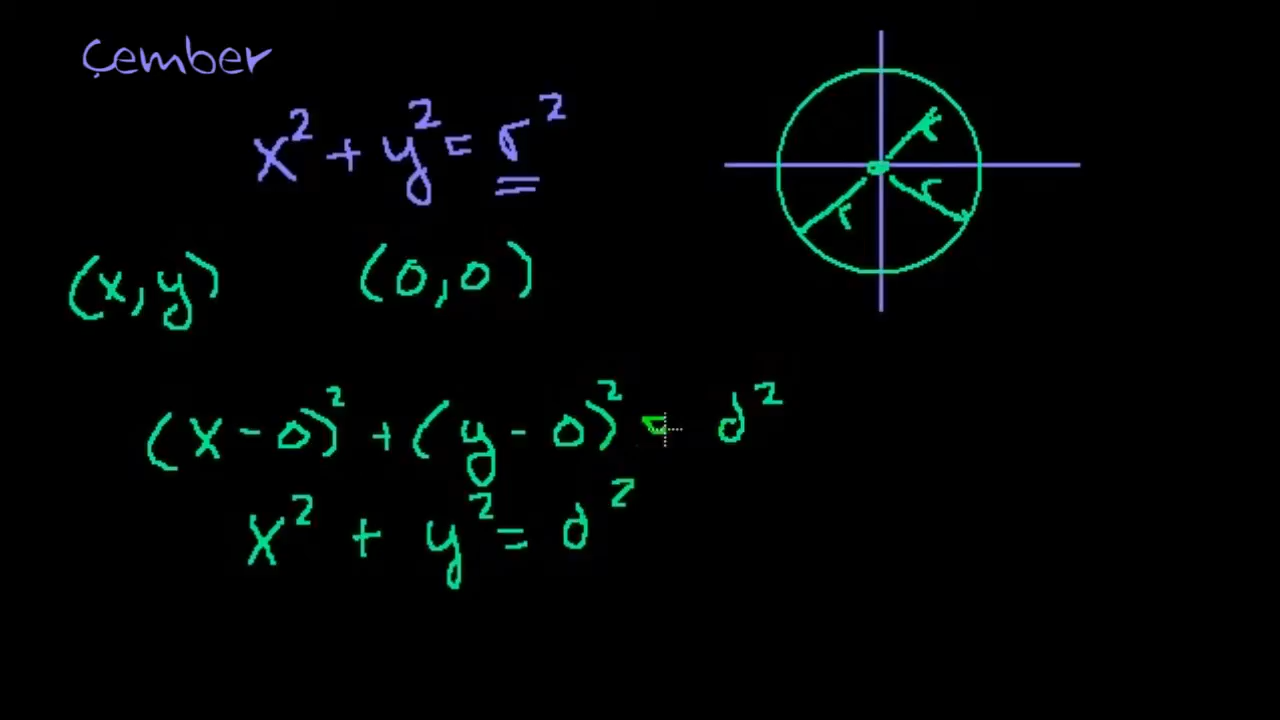 Çember
x² + y² = r²
r
r
r
(x, y) (0, 0)
(x - 0)² + (y - 0)² = d²
x² + y² = d²